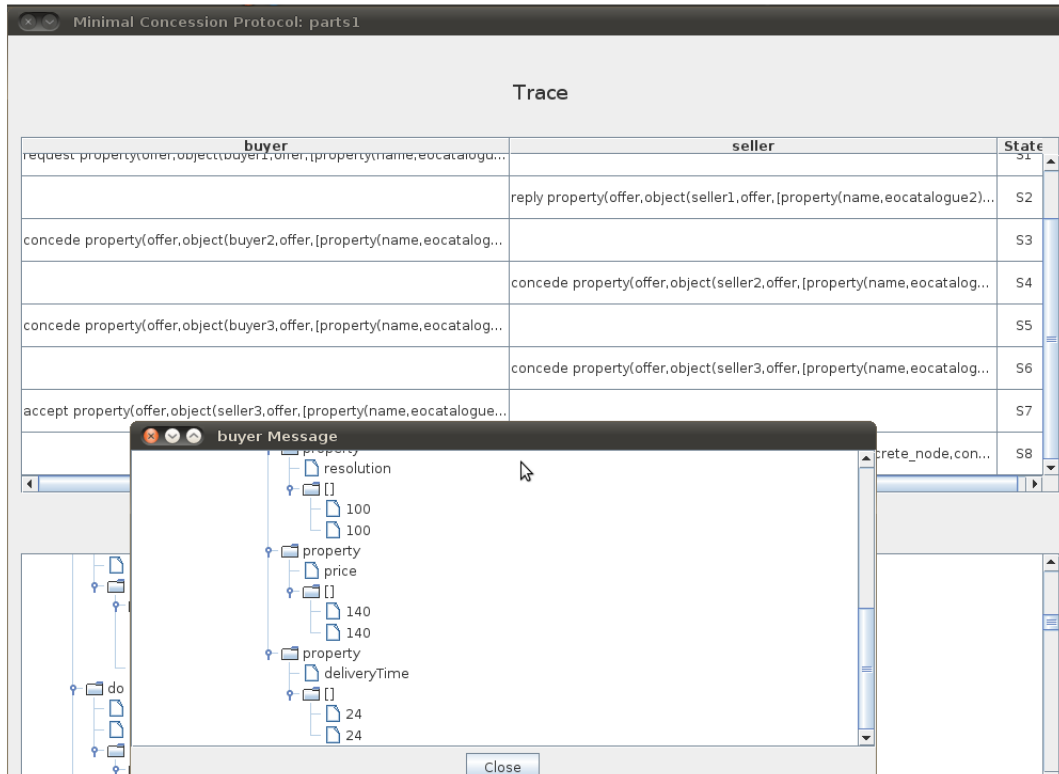 Minimal Concession Protocol: parts1
Trace
buyer seller State
request property(offer,object(buyer1,offer,[property(name,eocatalogu... S1
reply property(offer,object(seller1,offer,[property(name,eocatalogue2)... S2
concede property(offer,object(buyer2,offer,[property(name,eocatalog... S3
concede property(offer,object(seller2,offer,[property(name,eocatalog... S4
concede property(offer,object(buyer3,offer,[property(name,eocatalog... S5
concede property(offer,object(seller3,offer,[property(name,eocatalog... S6
accept property(offer,object(seller3,offer,[property(name,eocatalogue... S7
crete_node,con... S8
buyer Message
property
resolution
[]
100
100
property
price
[]
140
140
property
deliveryTime
[]
24
24
Close
do